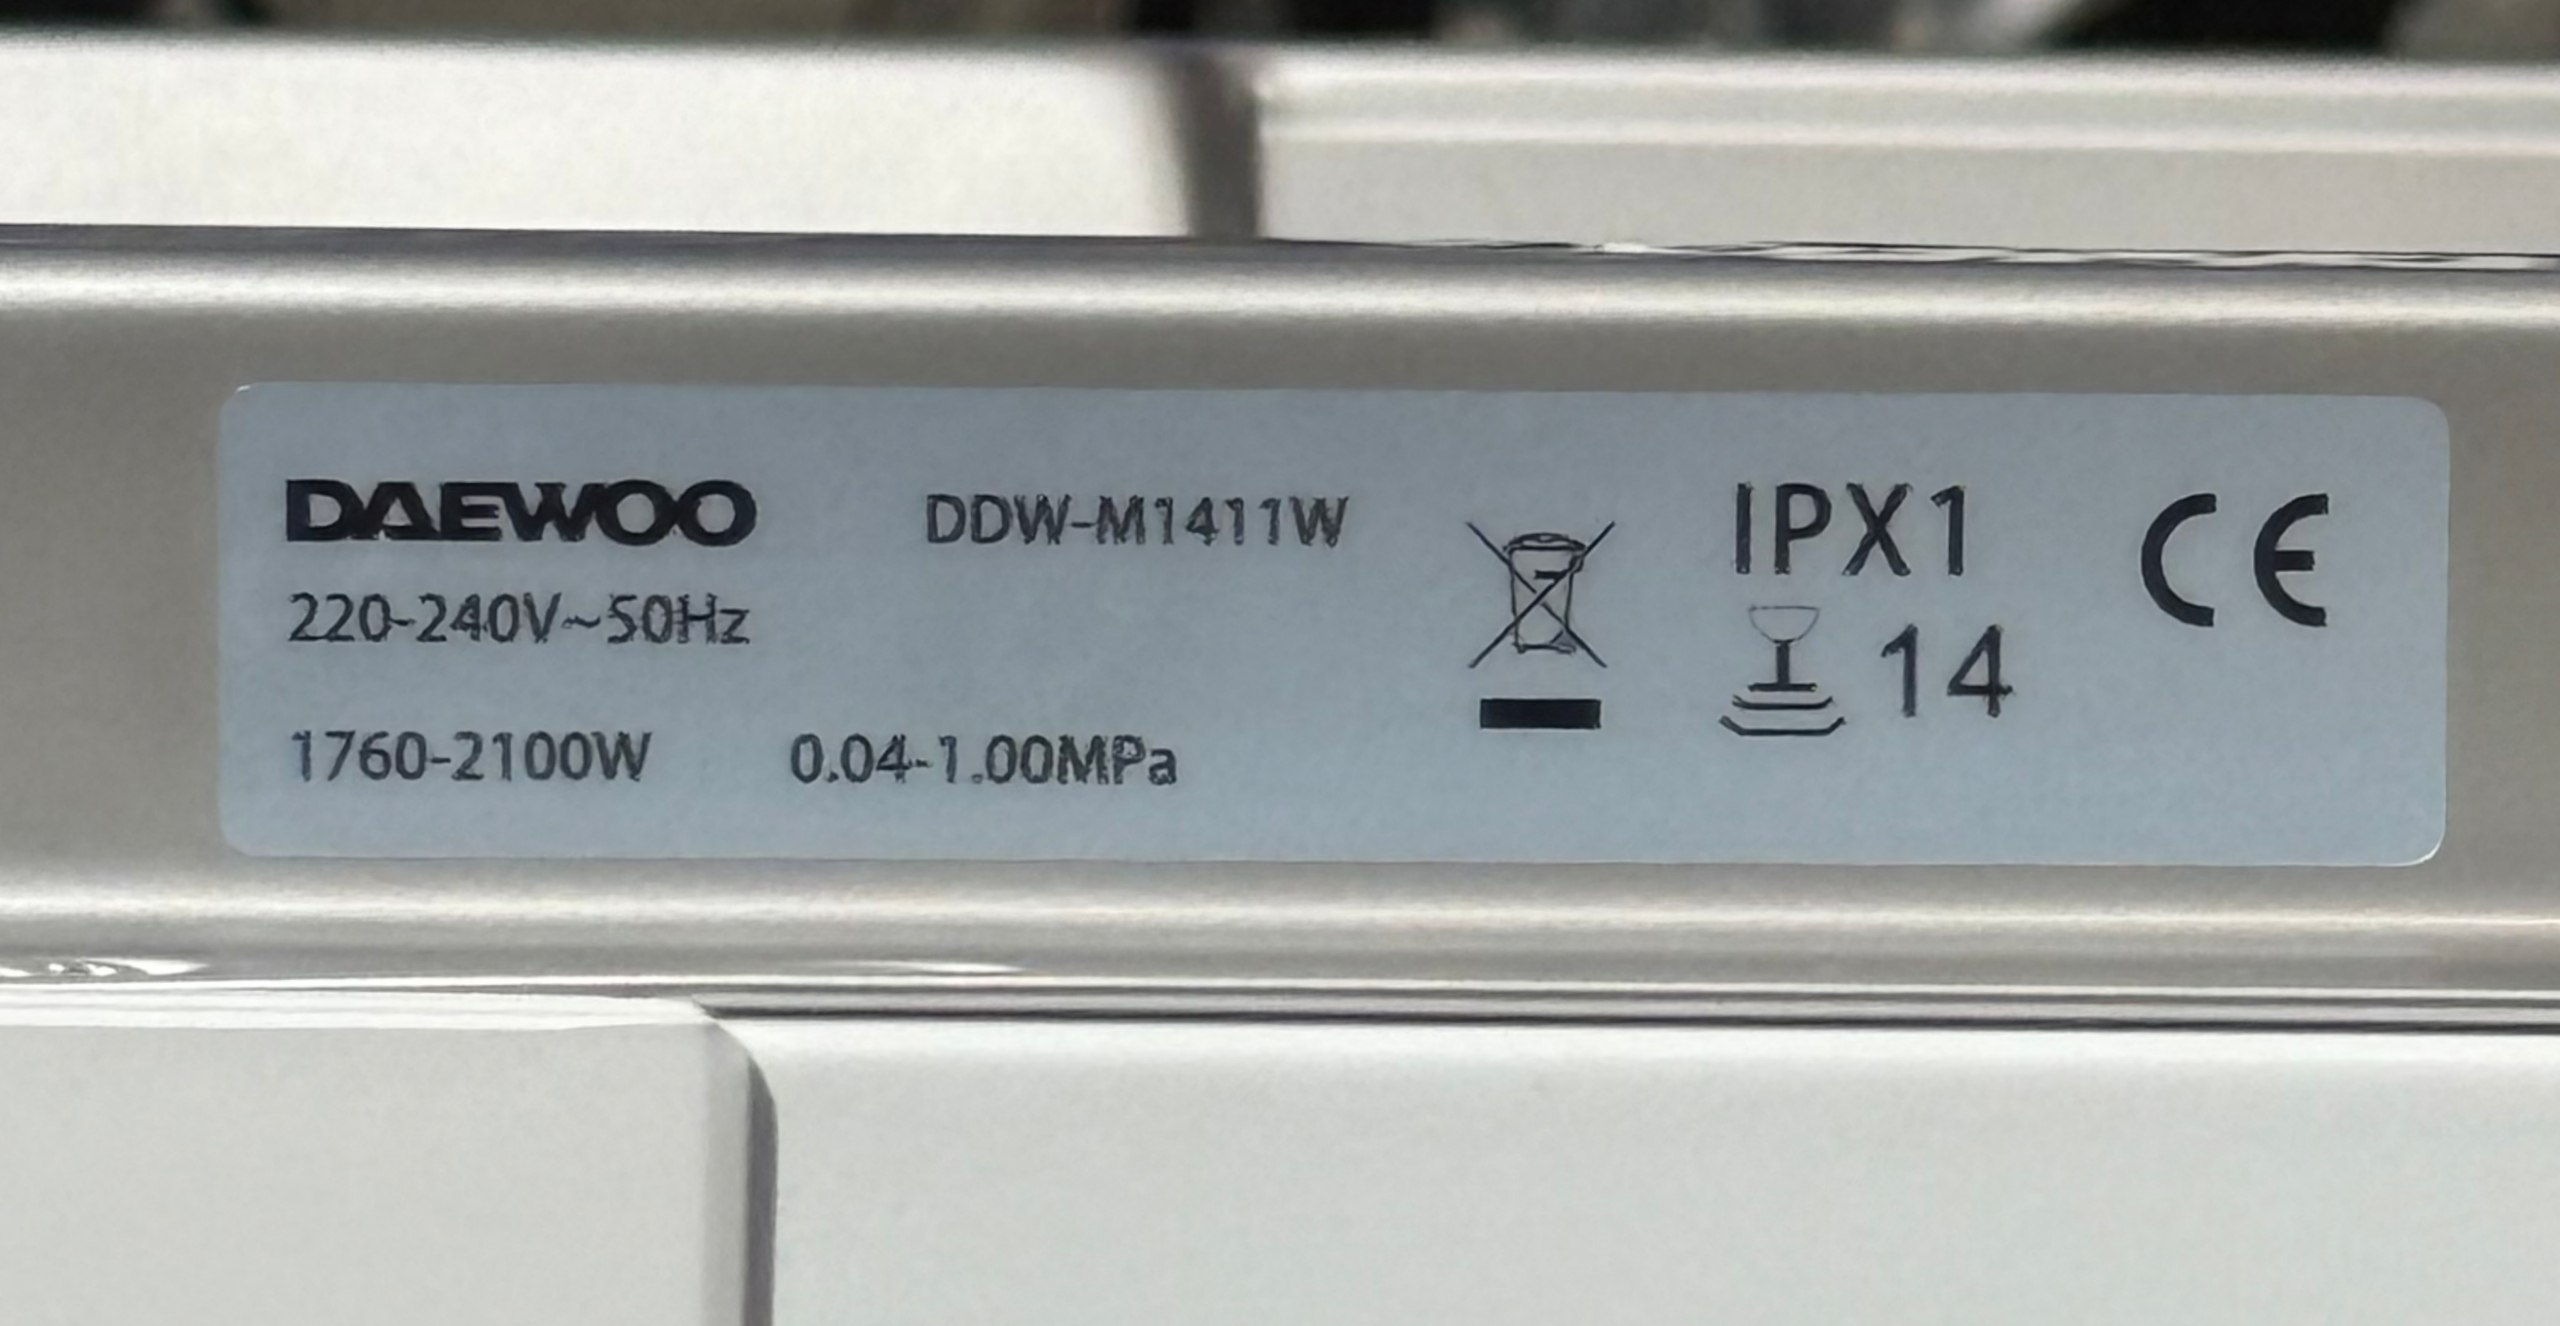 DAEWOO DDW-M1411W
220-240V~50Hz
1760-2100W 0.04-1.00MPa
IPX1
14
CE